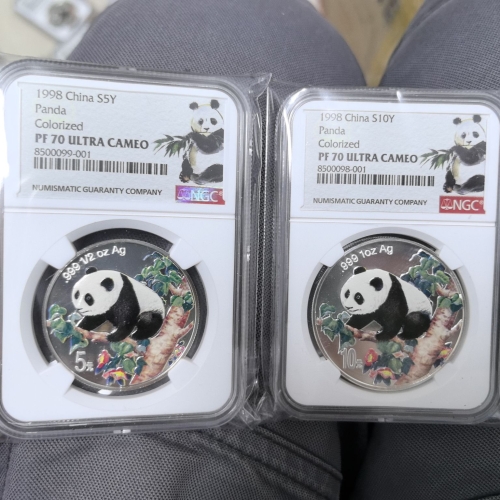 1998 China S5Y
Panda
Colorized
PF 70 ULTRA CAMEO
8500099-001
NUMISMATIC GUARANTY COMPANY
NGC
.999 1/2 oz Ag
5元
1998 China S10Y
Panda
Colorized
PF 70 ULTRA CAMEO
8500098-001
NUMISMATIC GUARANTY COMPANY
NGC
.999 1oz Ag
10元